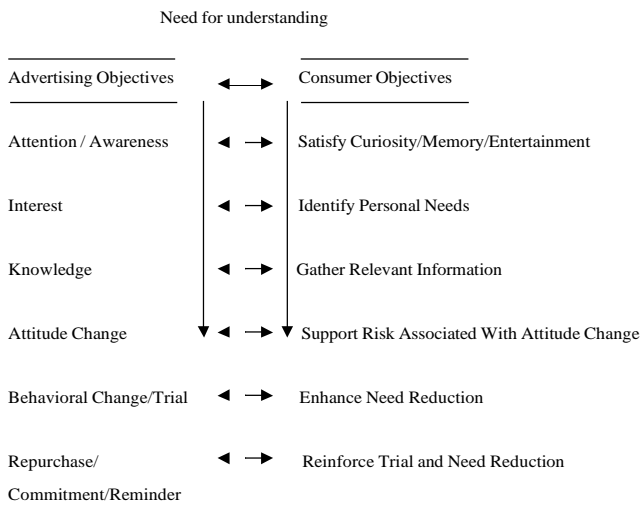 Need for understanding
Advertising Objectives Consumer Objectives
Attention / Awareness Satisfy Curiosity/Memory/Entertainment
Interest Identify Personal Needs
Knowledge Gather Relevant Information
Attitude Change Support Risk Associated With Attitude Change
Behavioral Change/Trial Enhance Need Reduction
Repurchase/ Reinforce Trial and Need Reduction
Commitment/Reminder